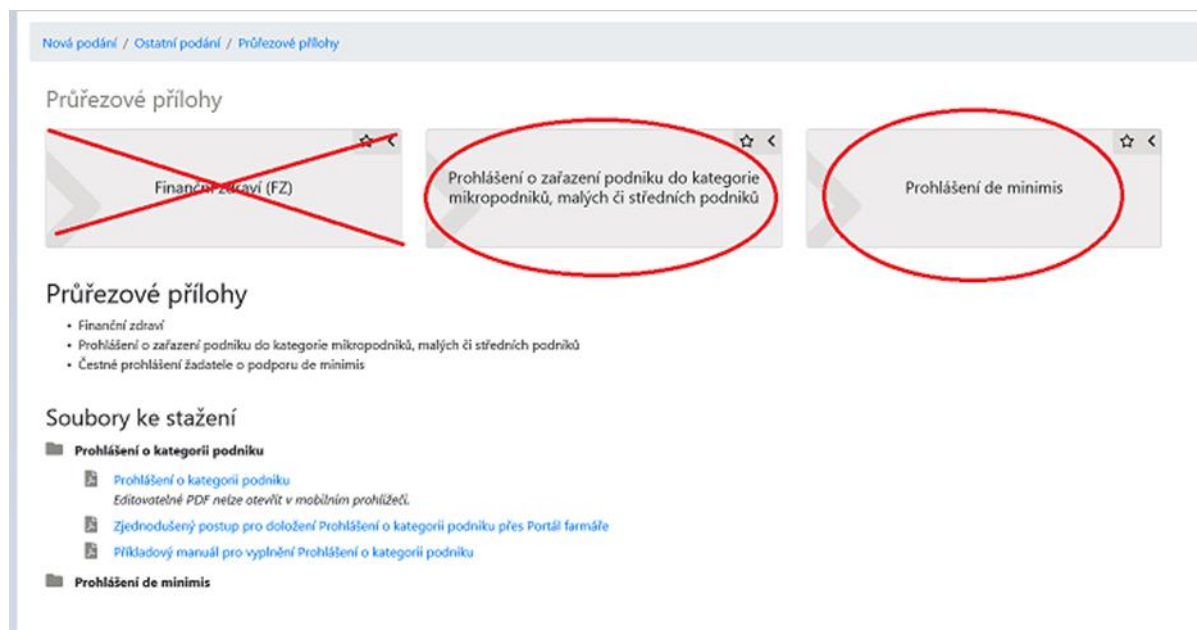 Nová podání / Ostatní podání / Průřezové přílohy
Průřezové přílohy
Finanční zdraví (FZ)
Prohlášení o zařazení podniku do kategorie
mikropodniků, malých či středních podniků
Prohlášení de minimis
Průřezové přílohy
• Finanční zdraví
• Prohlášení o zařazení podniku do kategorie mikropodniků, malých či středních podniků
• Čestné prohlášení žadatele o podporu de minimis
Soubory ke stažení
Prohlášení o kategorii podniku
Prohlášení o kategorii podniku
Editovatelné PDF nelze otevřít v mobilním prohlížeči.
Zjednodušený postup pro doložení Prohlášení o kategorii podniku přes Portál farmáře
Příkladový manuál pro vyplnění Prohlášení o kategorii podniku
Prohlášení de minimis